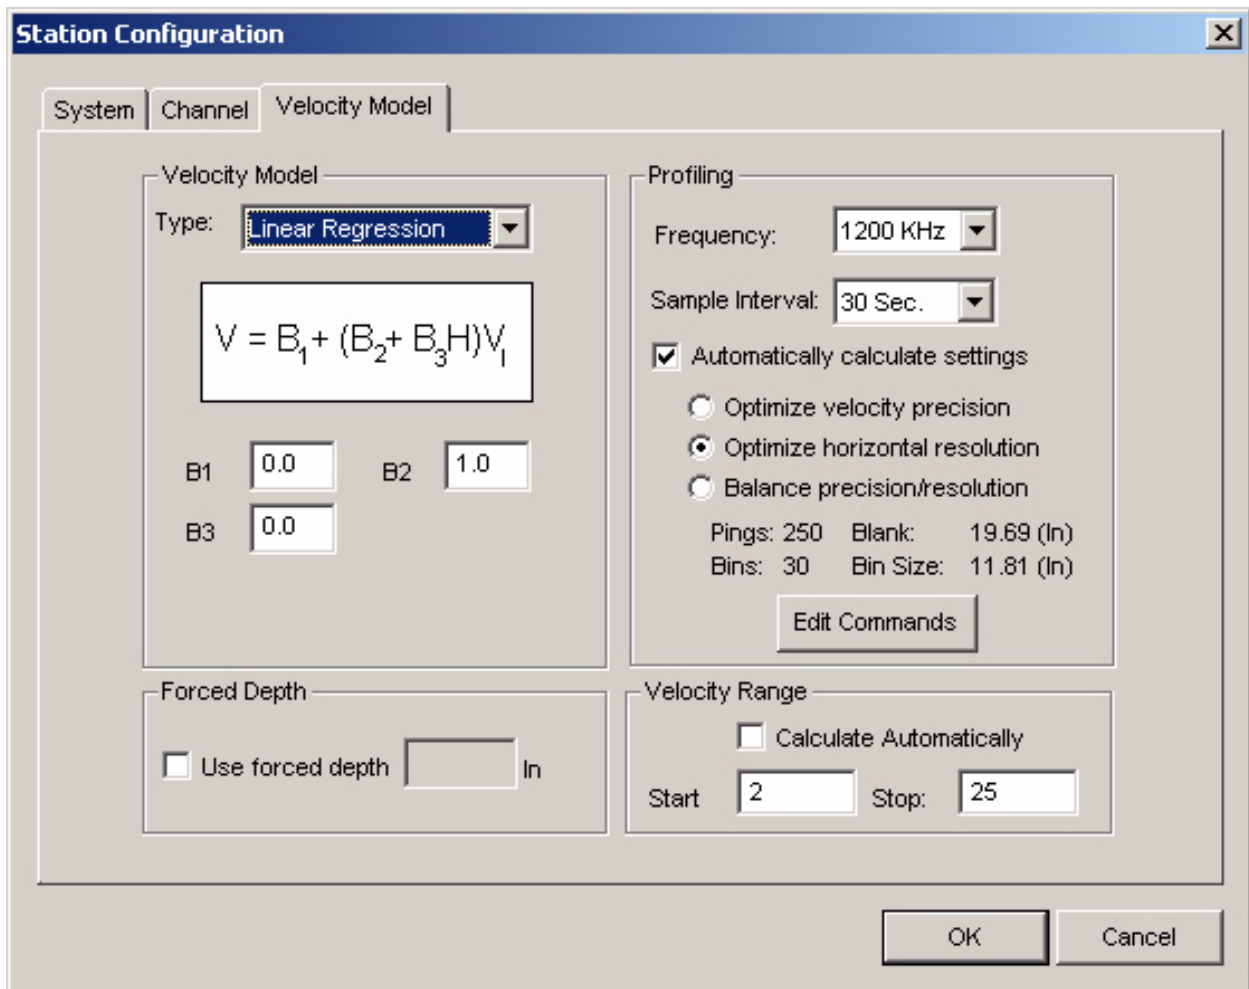 Station Configuration
System
Channel
Velocity Model
Velocity Model
Type: Linear Regression
V = B1+ (B2+ B3H)VI
B1 0.0 B2 1.0
B3 0.0
Profiling
Frequency: 1200 KHz
Sample Interval: 30 Sec.
Automatically calculate settings
Optimize velocity precision
Optimize horizontal resolution
Balance precision/resolution
Pings: 250 Blank: 19.69 (In)
Bins: 30 Bin Size: 11.81 (In)
Edit Commands
Forced Depth
Use forced depth In
Velocity Range
Calculate Automatically
Start 2 Stop: 25
OK
Cancel